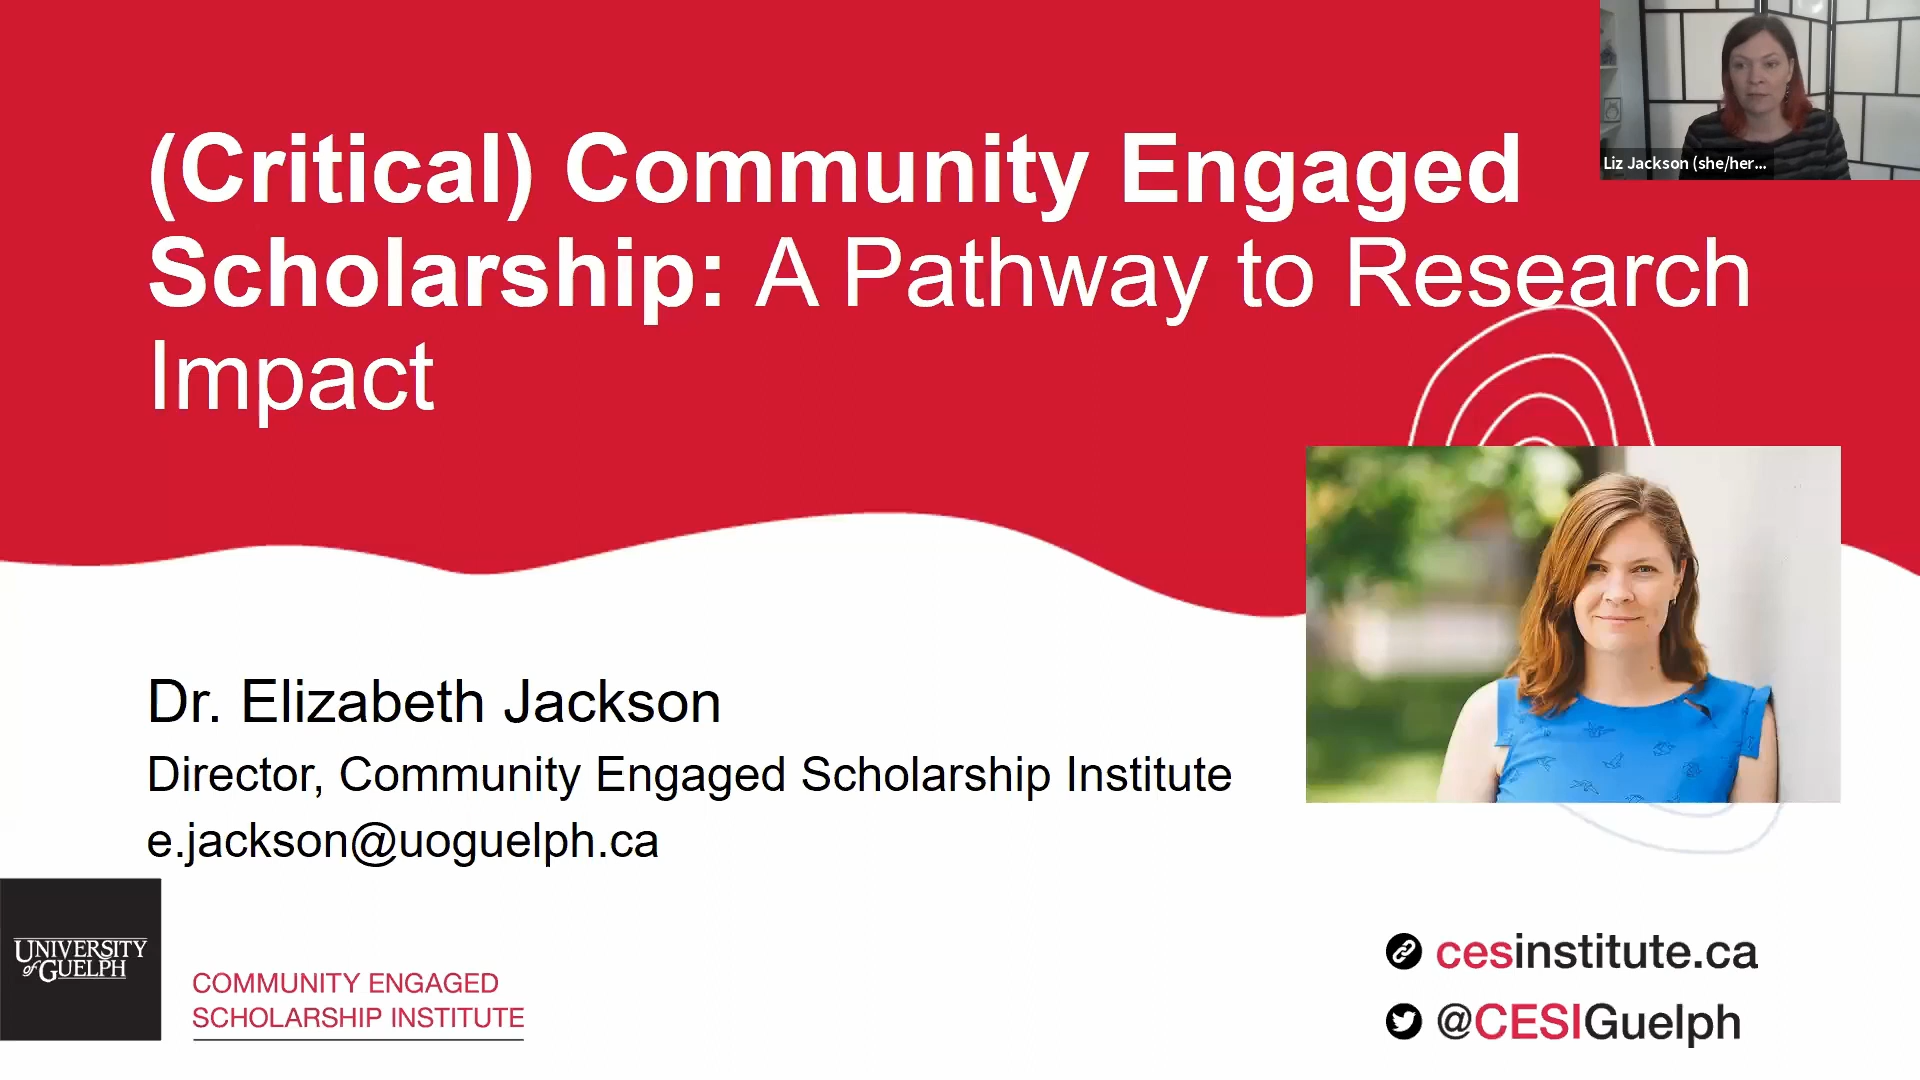 (Critical) Community Engaged
Scholarship: A Pathway to Research
Impact
Liz Jackson (she/her...
Dr. Elizabeth Jackson
Director, Community Engaged Scholarship Institute
e.jackson@uoguelph.ca
UNIVERSITY
of GUELPH
COMMUNITY ENGAGED
SCHOLARSHIP INSTITUTE
cesinstitute.ca
@CESIGuelph